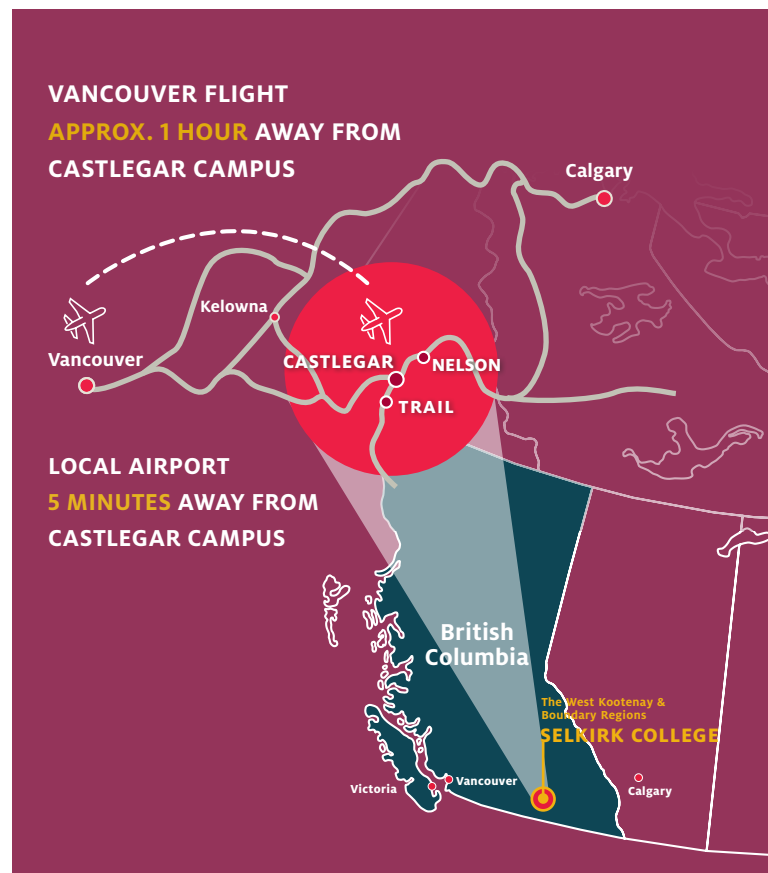 VANCOUVER FLIGHT
APPROX. 1 HOUR AWAY FROM
CASTLEGAR CAMPUS
Calgary
Kelowna
Vancouver
CASTLEGAR
NELSON
TRAIL
LOCAL AIRPORT
5 MINUTES AWAY FROM
CASTLEGAR CAMPUS
British
Columbia
The West Kootenay &
Boundary Regions
SELKIRK COLLEGE
Victoria
Vancouver
Calgary